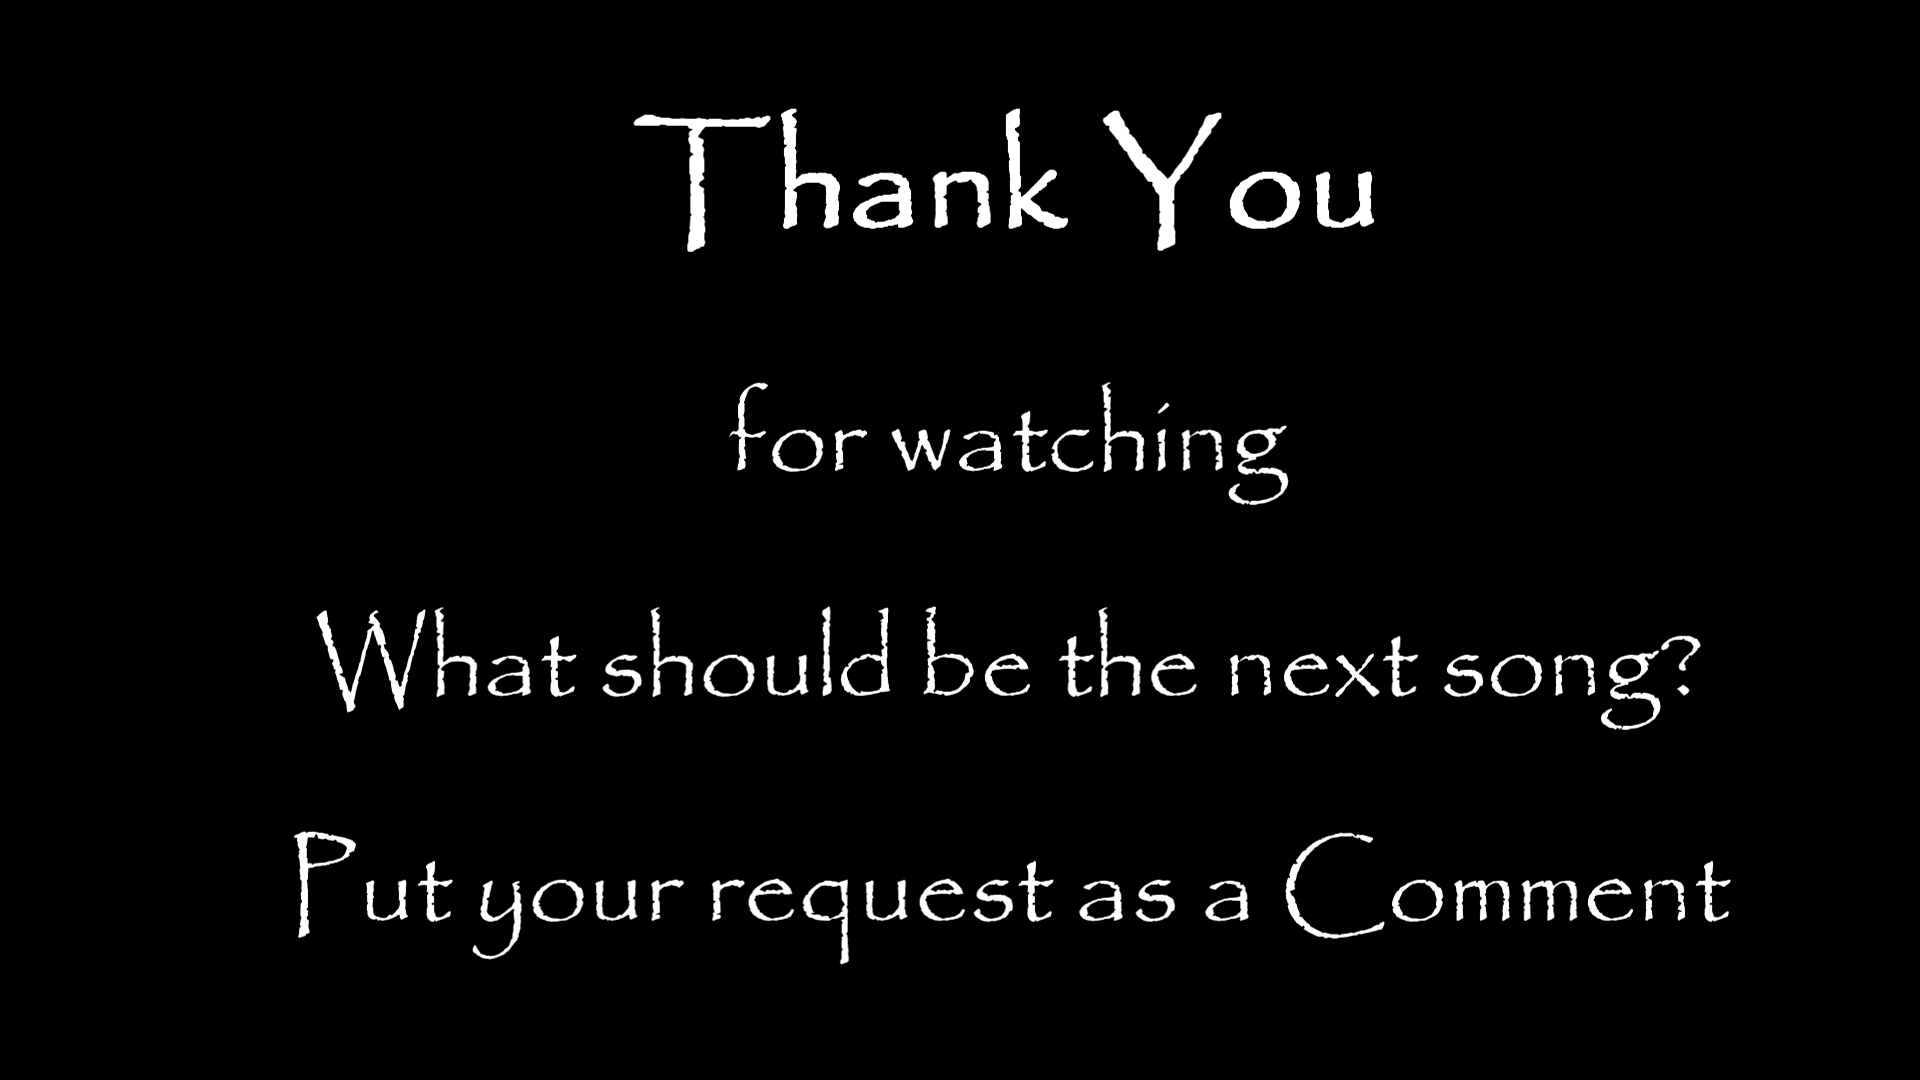 Thank You
for watching
What should be the next song?
Put your request as a Comment